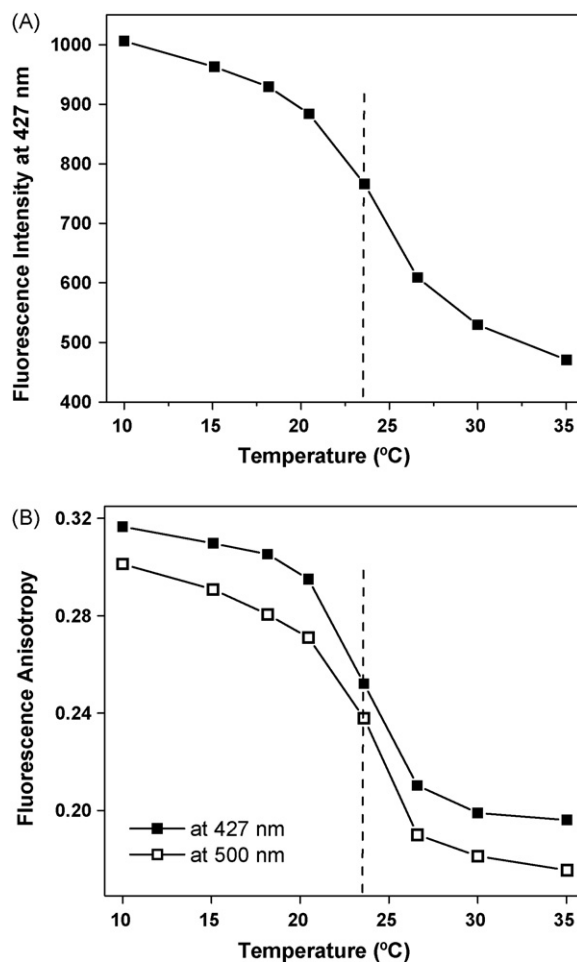 (A)
1000
900
800
700
600
500
400
Fluorescence Intensity at 427 nm
10 15 20 25 30 35
Temperature (ºC)
(B)
0.32
0.28
0.24
0.20
Fluorescence Anisotropy
at 427 nm
at 500 nm
10 15 20 25 30 35
Temperature (ºC)